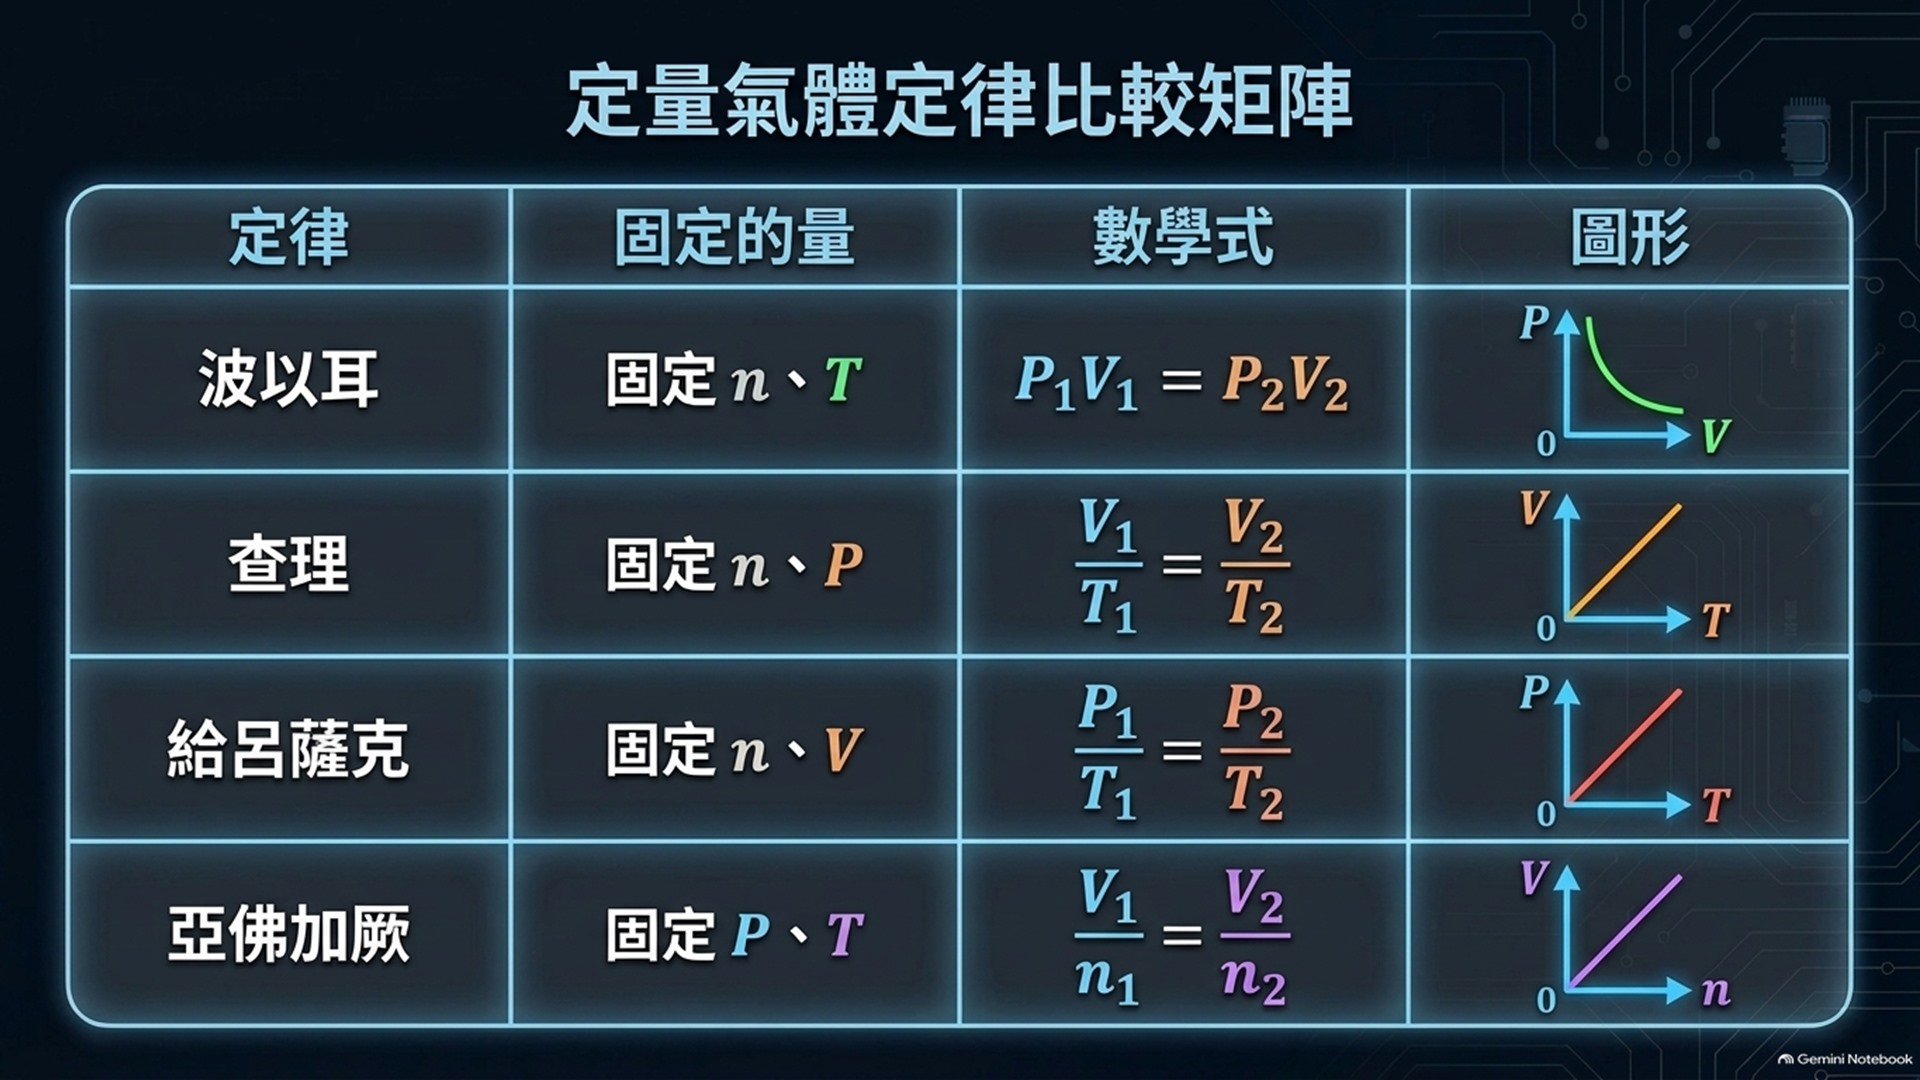 定量氣體定律比較矩陣
定律 固定的量 數學式 圖形
波以耳 固定 n、T P₁V₁ = P₂V₂ P 0 V
查理 固定 n、P V₁/T₁ = V₂/T₂ V 0 T
給呂薩克 固定 n、V P₁/T₁ = P₂/T₂ P 0 T
亞佛加厥 固定 P、T V₁/n₁ = V₂/n₂ V 0 n
Gemini Notebook